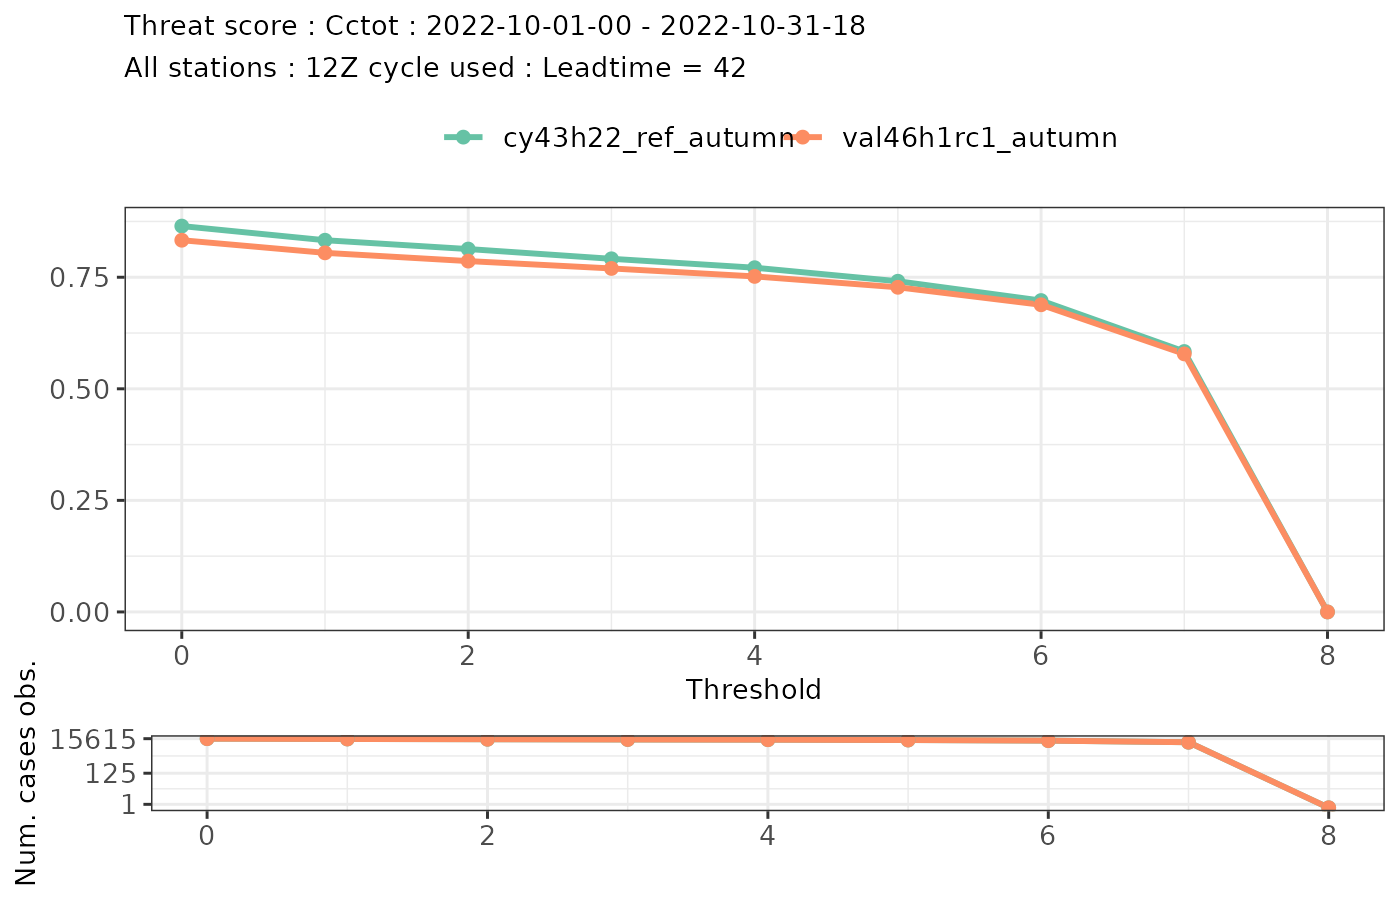 Threat score : Cctot : 2022-10-01-00 - 2022-10-31-18
All stations : 12Z cycle used : Leadtime = 42
cy43h22_ref_autumn val46h1rc1_autumn
0.75
0.50
0.25
0.00
0 2 4 6 8
Threshold
Num. cases obs.
15615
125
1
0 2 4 6 8